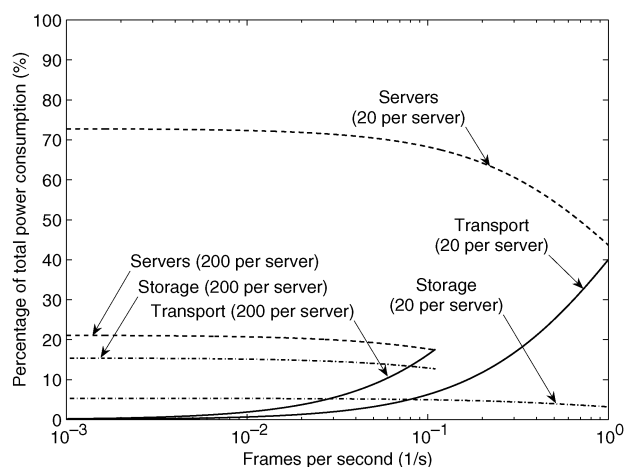 Percentage of total power consumption (%)
100
90
80
70
60
50
40
30
20
10
0
Servers
(20 per server)
Transport
(20 per server)
Storage
(20 per server)
Servers (200 per server)
Storage (200 per server)
Transport (200 per server)
10⁻³
10⁻²
10⁻¹
10⁰
Frames per second (1/s)